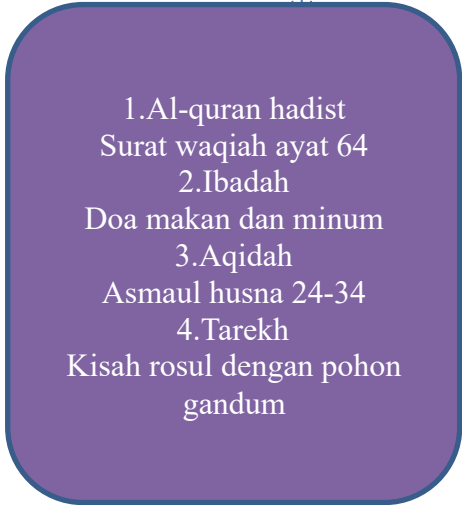 1.Al-quran hadist
Surat waqiah ayat 64
2.Ibadah
Doa makan dan minum
3.Aqidah
Asmaul husna 24-34
4.Tarekh
Kisah rosul dengan pohon
gandum